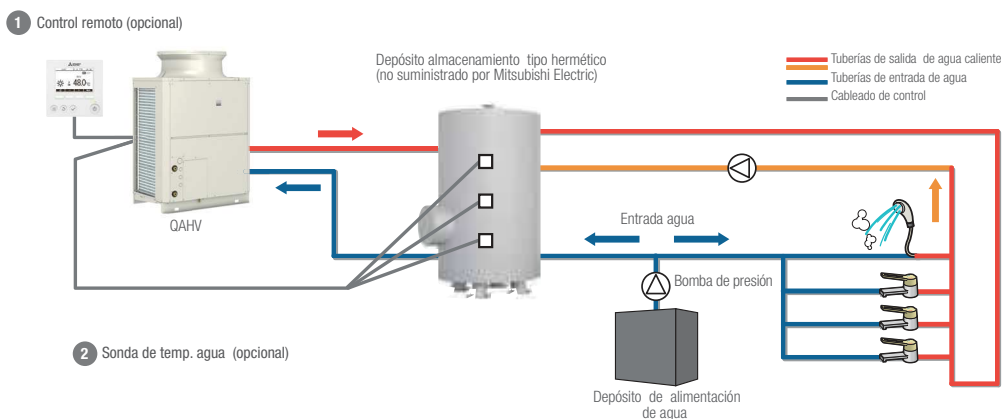 1 Control remoto (opcional)
Depósito almacenamiento tipo hermético
(no suministrado por Mitsubishi Electric)
Tuberías de salida de agua caliente
Tuberías de entrada de agua
Cableado de control
48.0
QAHV
Entrada agua
Bomba de presión
2 Sonda de temp. agua (opcional)
Depósito de alimentación
de agua